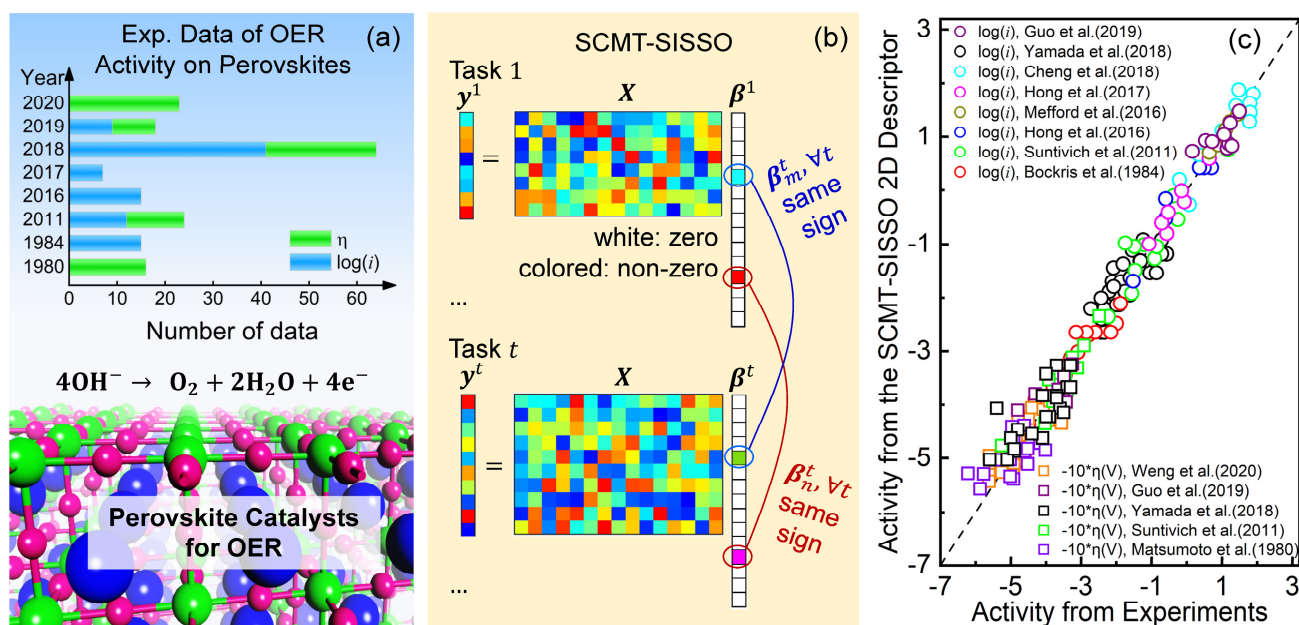 Exp. Data of OER
Activity on Perovskites
(a)
Year
2020
2019
2018
2017
2016
2011
1984
1980
η
log(i)
0 10 20 30 40 50 60
Number of data
4OH⁻ → O₂ + 2H₂O + 4e⁻
Perovskite Catalysts
for OER
(b)
SCMT-SISSO
Task 1
y¹ X β¹
=
βₘᵗ, ∀t
same
sign
white: zero
colored: non-zero
...
Task t
yᵗ X βᵗ
=
βₙᵗ, ∀t
same
sign
...
(c)
Activity from the SCMT-SISSO 2D Descriptor
3
1
-1
-3
-5
-7
log(i), Guo et al.(2019)
log(i), Yamada et al.(2018)
log(i), Cheng et al.(2018)
log(i), Hong et al.(2017)
log(i), Mefford et al.(2016)
log(i), Hong et al.(2016)
log(i), Suntivich et al.(2011)
log(i), Bockris et al.(1984)
-10*η(V), Weng et al.(2020)
-10*η(V), Guo et al.(2019)
-10*η(V), Yamada et al.(2018)
-10*η(V), Suntivich et al.(2011)
-10*η(V), Matsumoto et al.(1980)
-7 -5 -3 -1 1 3
Activity from Experiments